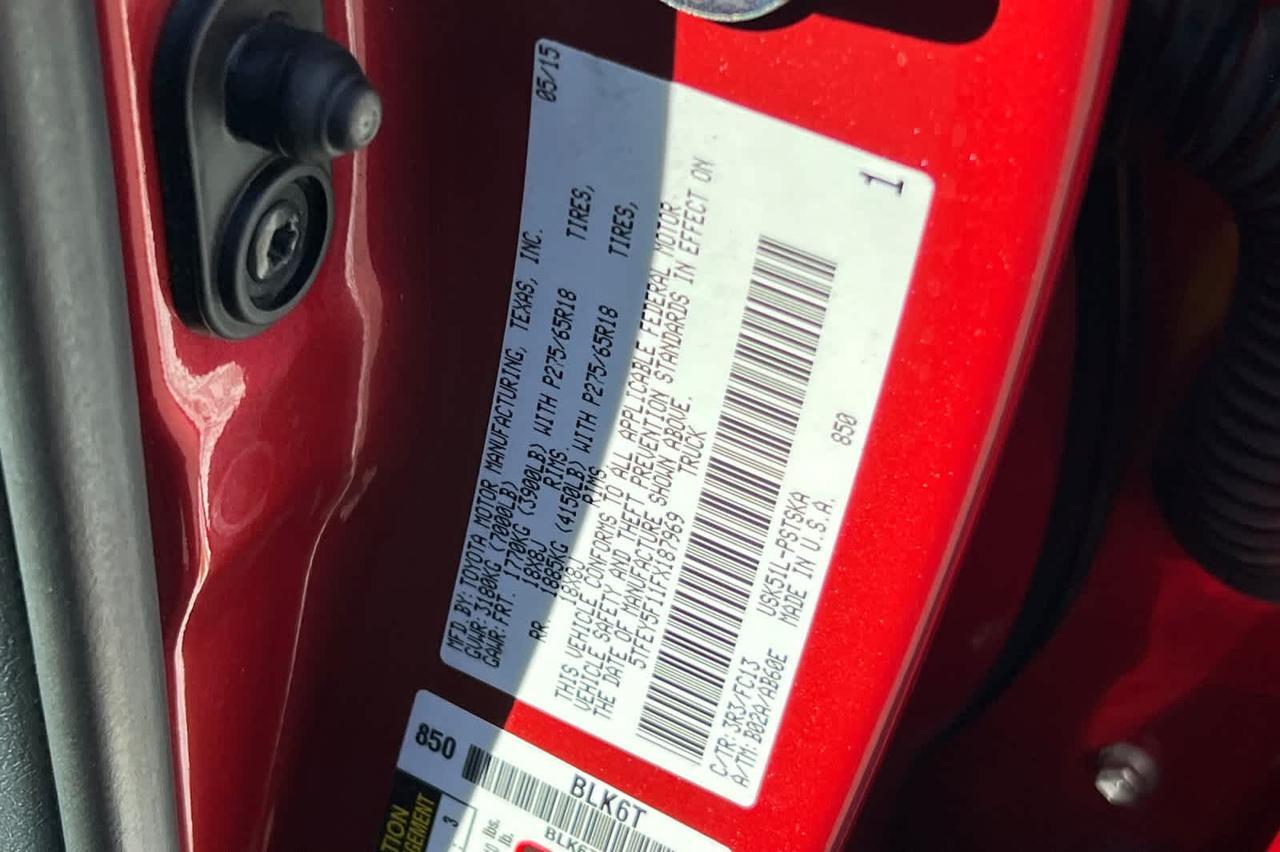 05/15
MFD BY: TOYOTA MOTOR MANUFACTURING, TEXAS, INC.
GVWR: 3180KG (7000LB)
GAWR: FRT. 1770KG (3900LB) WITH P275/65R18 TIRES,
18X8J RIMS
RR. 1885KG (4150LB) WITH P275/65R18 TIRES,
18X8J RIMS
THIS VEHICLE CONFORMS TO ALL APPLICABLE FEDERAL MOTOR
VEHICLE SAFETY AND THEFT PREVENTION STANDARDS IN EFFECT ON
THE DATE OF MANUFACTURE SHOWN ABOVE.
5TFEY5F11FX187969 TRUCK
C/TR: 3R3/FC13 USK51L-PSTSKA 850
A/TM: B02A/AB60E MADE IN U.S.A.
1
850
BLK6T
3
lbs.
lb.